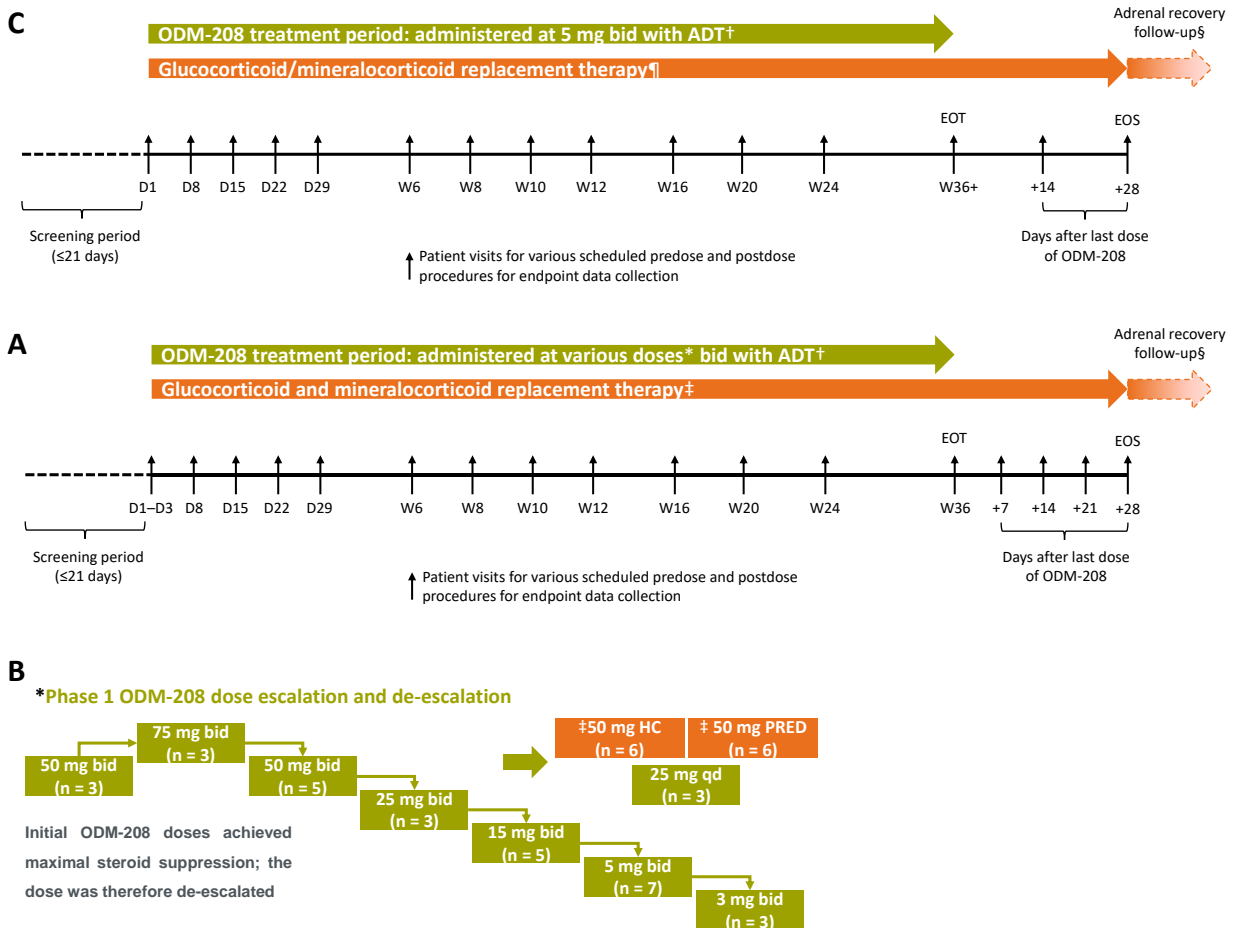 C
ODM-208 treatment period: administered at 5 mg bid with ADT†
Glucocorticoid/mineralocorticoid replacement therapy¶
Adrenal recovery
follow-up§
EOT
EOS
D1 D8 D15 D22 D29 W6 W8 W10 W12 W16 W20 W24 W36+ +14 +28
Screening period
(≤21 days)
Patient visits for various scheduled predose and postdose
procedures for endpoint data collection
Days after last dose
of ODM-208
A
ODM-208 treatment period: administered at various doses* bid with ADT†
Glucocorticoid and mineralocorticoid replacement therapy‡
Adrenal recovery
follow-up§
EOT
EOS
D1–D3 D8 D15 D22 D29 W6 W8 W10 W12 W16 W20 W24 W36 +7 +14 +21 +28
Screening period
(≤21 days)
Patient visits for various scheduled predose and postdose
procedures for endpoint data collection
Days after last dose
of ODM-208
B
*Phase 1 ODM-208 dose escalation and de-escalation
50 mg bid
(n = 3)
75 mg bid
(n = 3)
50 mg bid
(n = 5)
25 mg bid
(n = 3)
15 mg bid
(n = 5)
5 mg bid
(n = 7)
3 mg bid
(n = 3)
‡50 mg HC
(n = 6)
‡ 50 mg PRED
(n = 6)
25 mg qd
(n = 3)
Initial ODM-208 doses achieved
maximal steroid suppression; the
dose was therefore de-escalated